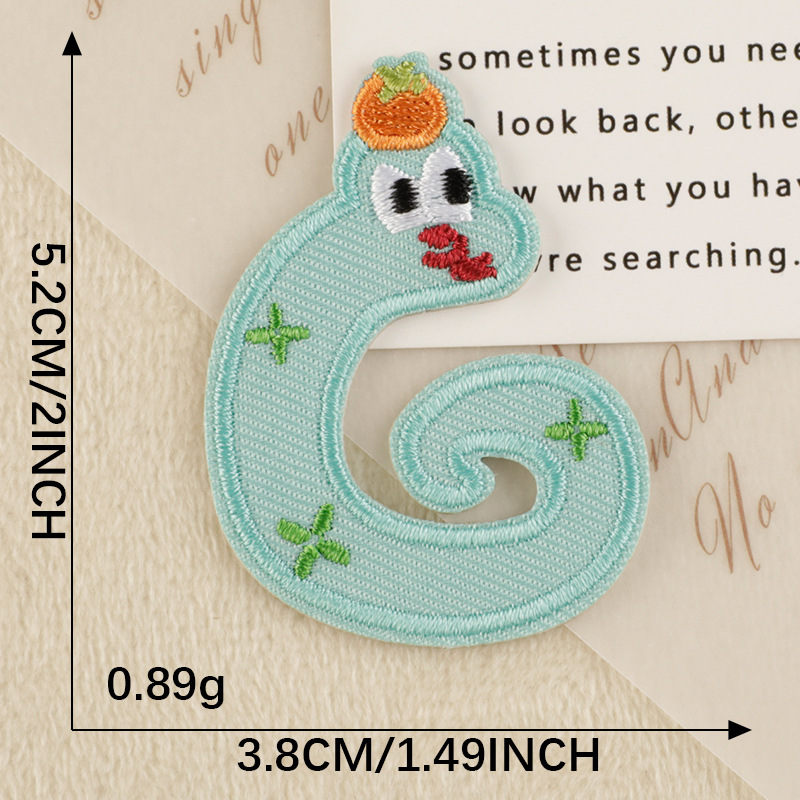 sing
one
sometimes you nee
look back, othe
w what you hav
're searching.
And
No
5.2CM/2INCH
0.89g
3.8CM/1.49INCH